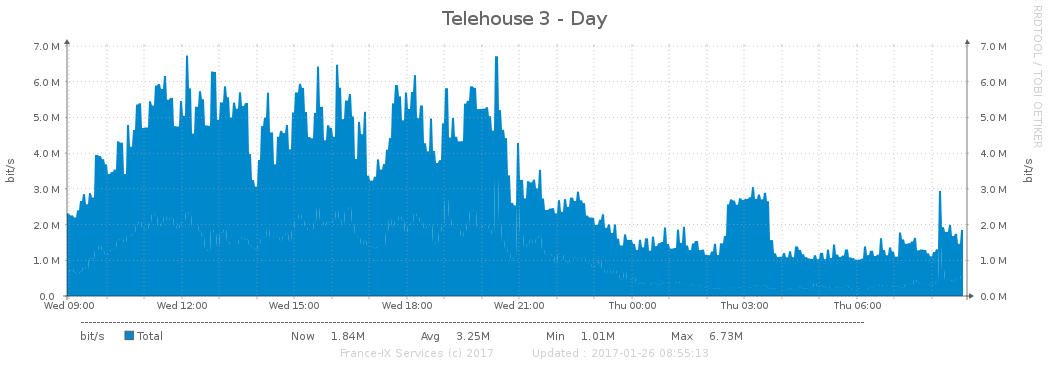 Telehouse 3 - Day
RRDTOOL / TOBI OETIKER
7.0 M 7.0 M
6.0 M 6.0 M
5.0 M 5.0 M
4.0 M 4.0 M
3.0 M 3.0 M
2.0 M 2.0 M
1.0 M 1.0 M
0.0 0.0 M
bit/s bit/s
Wed 09:00 Wed 12:00 Wed 15:00 Wed 18:00 Wed 21:00 Thu 00:00 Thu 03:00 Thu 06:00
bit/s Total Now 1.84M Avg 3.25M Min 1.01M Max 6.73M
France-IX Services (c) 2017 Updated : 2017-01-26 08:55:13